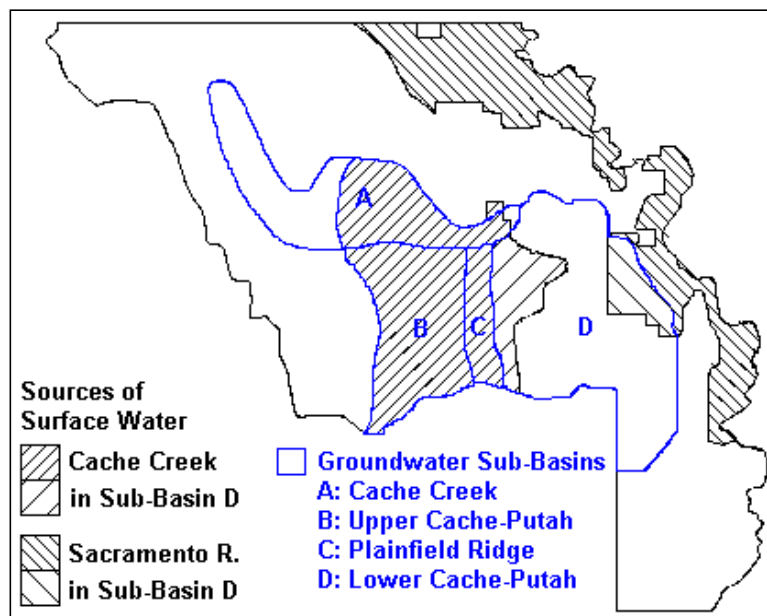 A
B
C
D
Sources of
Surface Water
Cache Creek
in Sub-Basin D
Sacramento R.
in Sub-Basin D
Groundwater Sub-Basins
A: Cache Creek
B: Upper Cache-Putah
C: Plainfield Ridge
D: Lower Cache-Putah